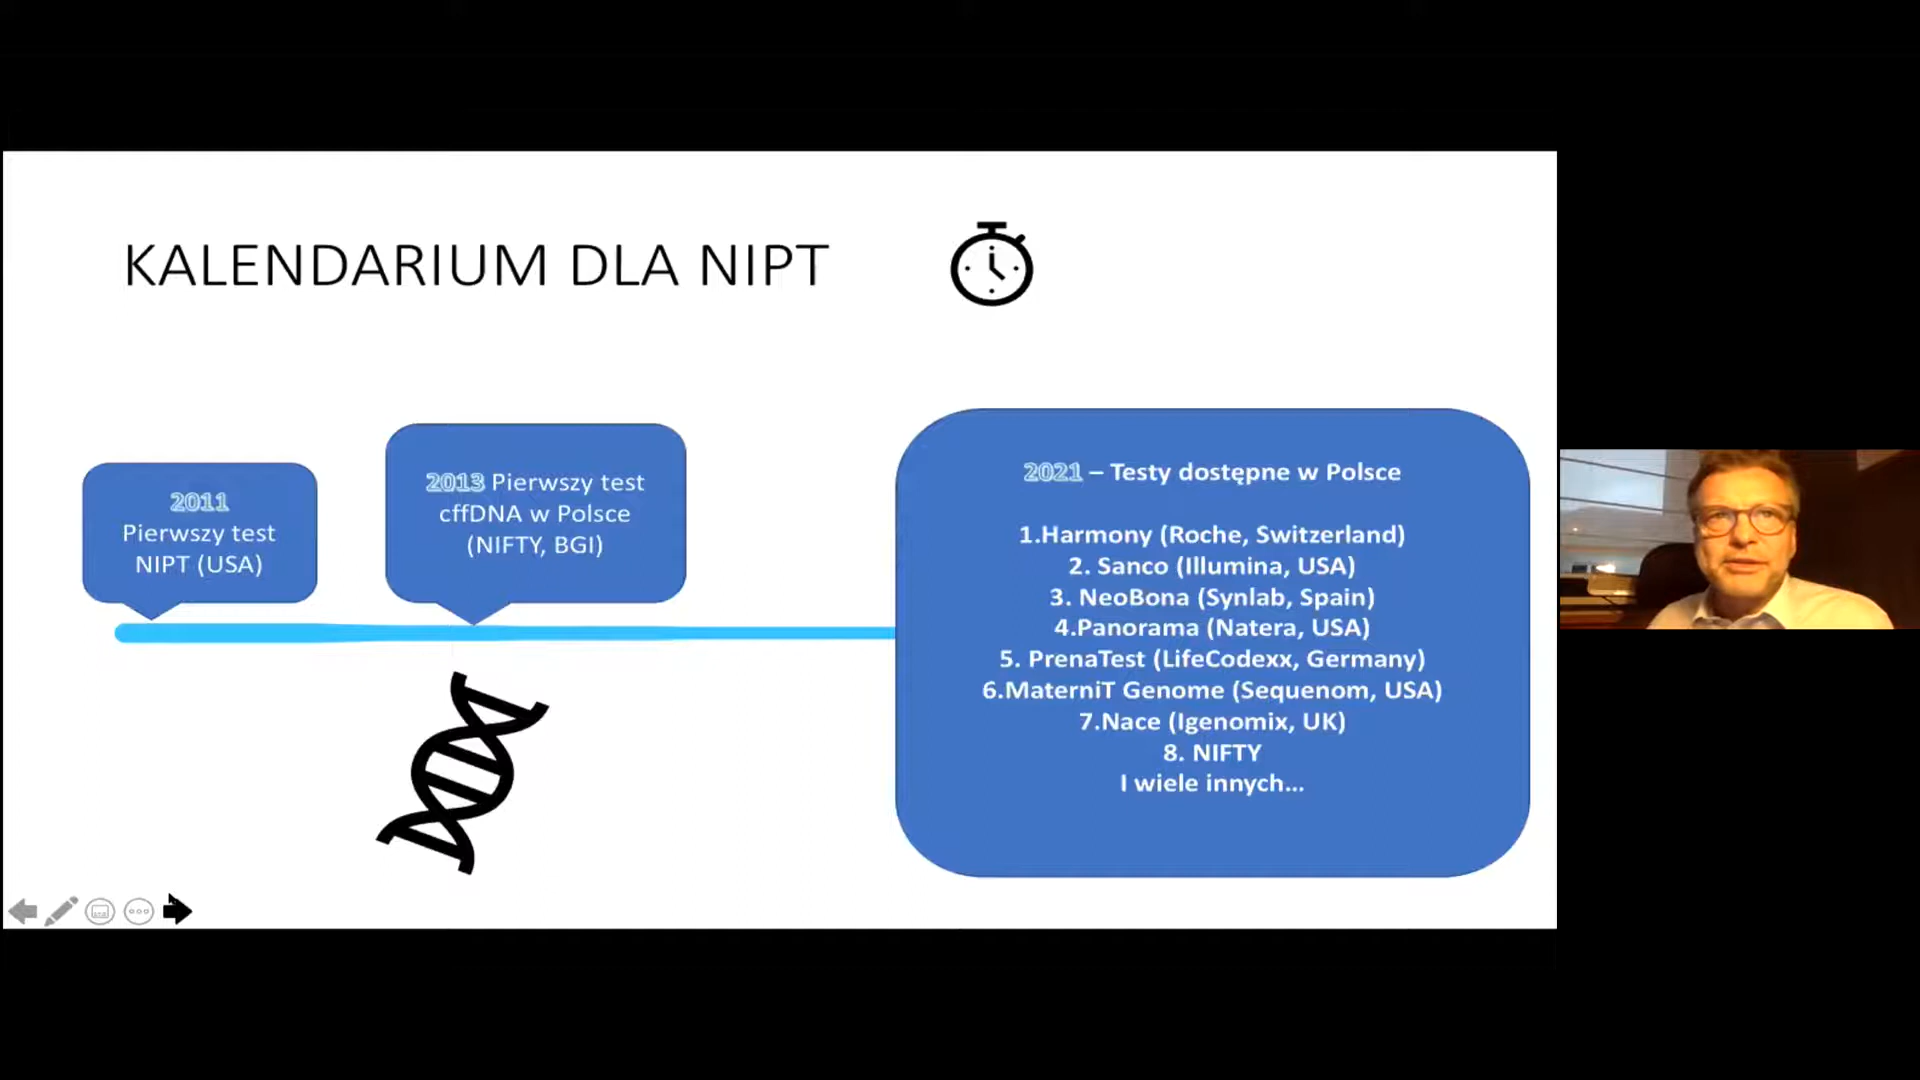 KALENDARIUM DLA NIPT
2011
Pierwszy test
NIPT (USA)
2013 Pierwszy test
cffDNA w Polsce
(NIFTY, BGI)
2021 – Testy dostępne w Polsce
1.Harmony (Roche, Switzerland)
2. Sanco (Illumina, USA)
3. NeoBona (Synlab, Spain)
4.Panorama (Natera, USA)
5. PrenaTest (LifeCodexx, Germany)
6.MaterniT Genome (Sequenom, USA)
7.Nace (Igenomix, UK)
8. NIFTY
I wiele innych...